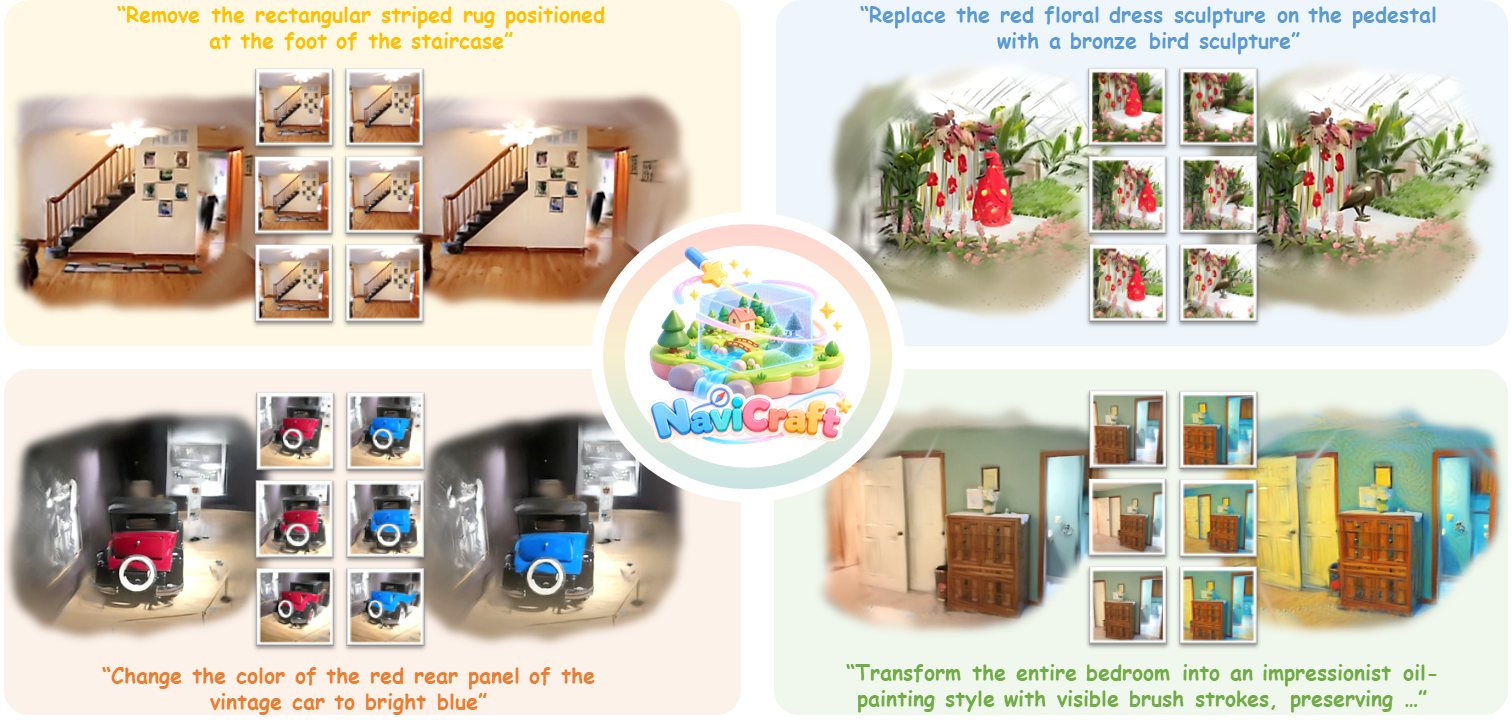 “Remove the rectangular striped rug positioned
at the foot of the staircase”
“Replace the red floral dress sculpture on the pedestal
with a bronze bird sculpture”
NaviCraft
“Change the color of the red rear panel of the
vintage car to bright blue”
“Transform the entire bedroom into an impressionist oil-
painting style with visible brush strokes, preserving …”